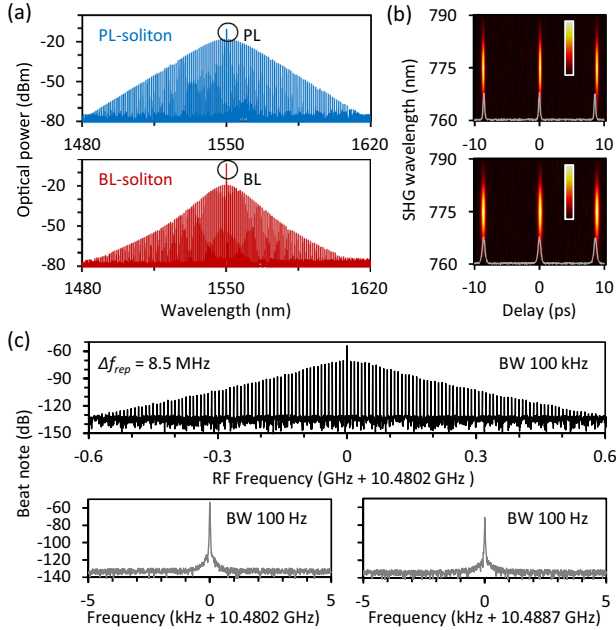 (a)
PL-soliton
PL
-20
-50
-80
1480
1550
1620
BL-soliton
BL
-20
-50
-80
1480
1550
1620
Optical power (dBm)
Wavelength (nm)
(b)
790
775
760
-10
0
10
790
775
760
-10
0
10
SHG wavelength (nm)
Delay (ps)
(c)
-60
-90
-120
-150
Δf_rep = 8.5 MHz
BW 100 kHz
-0.6
-0.3
0
0.3
0.6
RF Frequency (GHz + 10.4802 GHz )
Beat note (dB)
-60
-80
-100
-120
-140
BW 100 Hz
-5
0
5
Frequency (kHz + 10.4802 GHz)
BW 100 Hz
-5
0
5
Frequency (kHz + 10.4887 GHz)